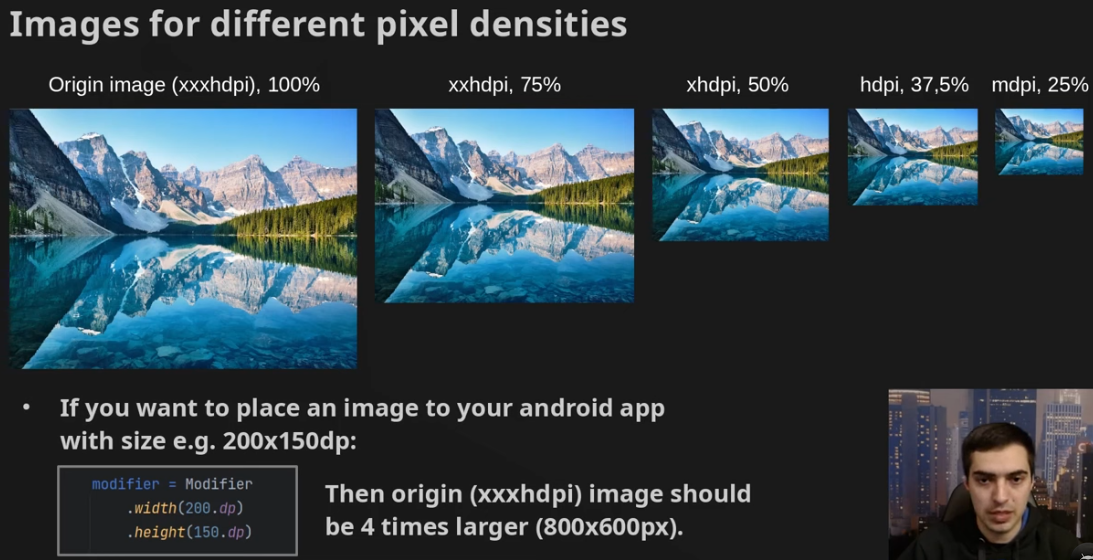 Images for different pixel densities
Origin image (xxxhdpi), 100%
xxhdpi, 75%
xhdpi, 50%
hdpi, 37,5%
mdpi, 25%
• If you want to place an image to your android app
with size e.g. 200x150dp:
modifier = Modifier
.width(200.dp)
.height(150.dp)
Then origin (xxxhdpi) image should
be 4 times larger (800x600px).